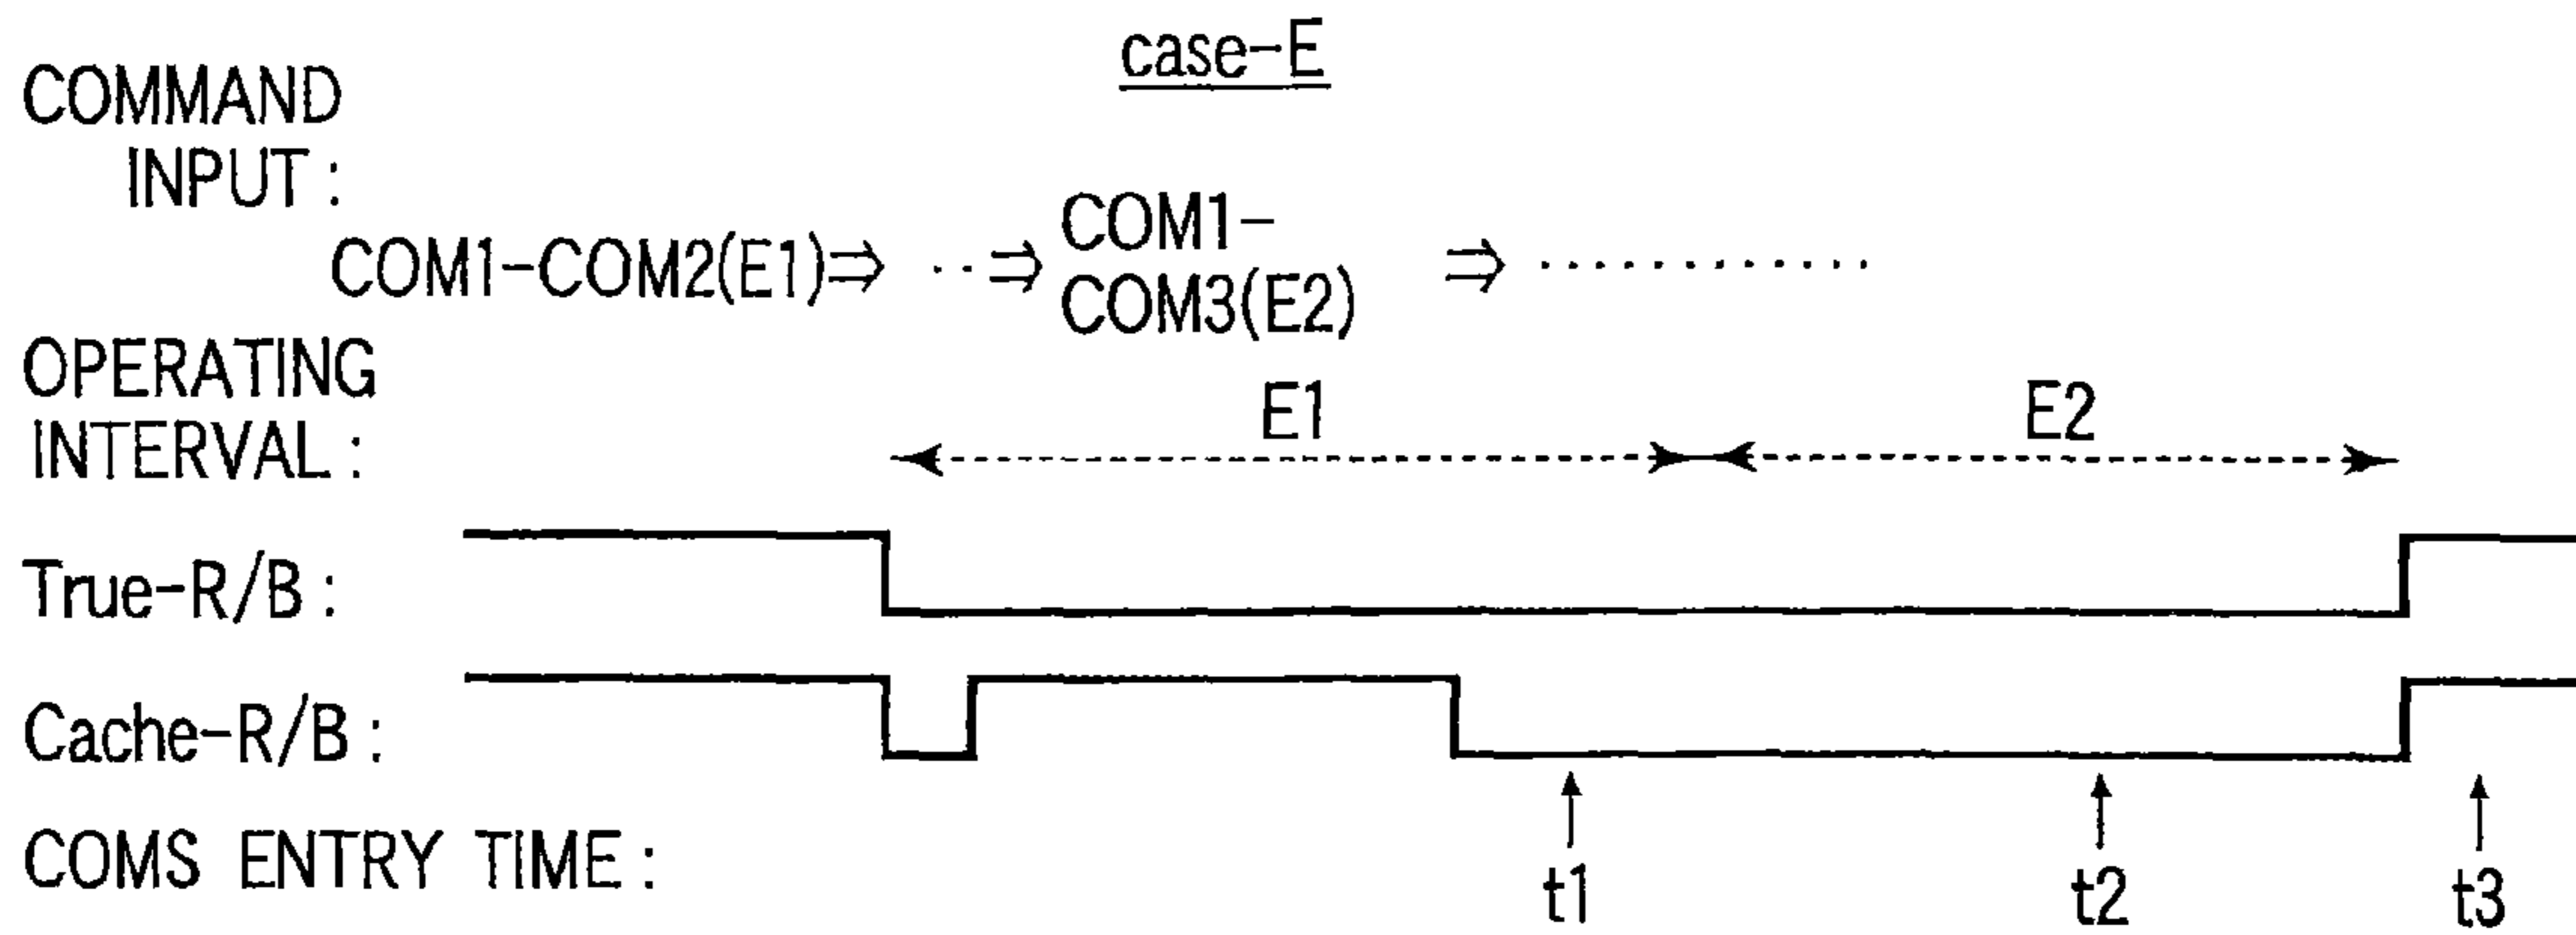 case-E
COMMAND
INPUT :
COM1-COM2(E1)⇒ ‥⇒ COM1-
COM3(E2) ⇒ ············
OPERATING
INTERVAL :
E1 E2
True-R/B :
Cache-R/B :
COMS ENTRY TIME :
t1 t2 t3